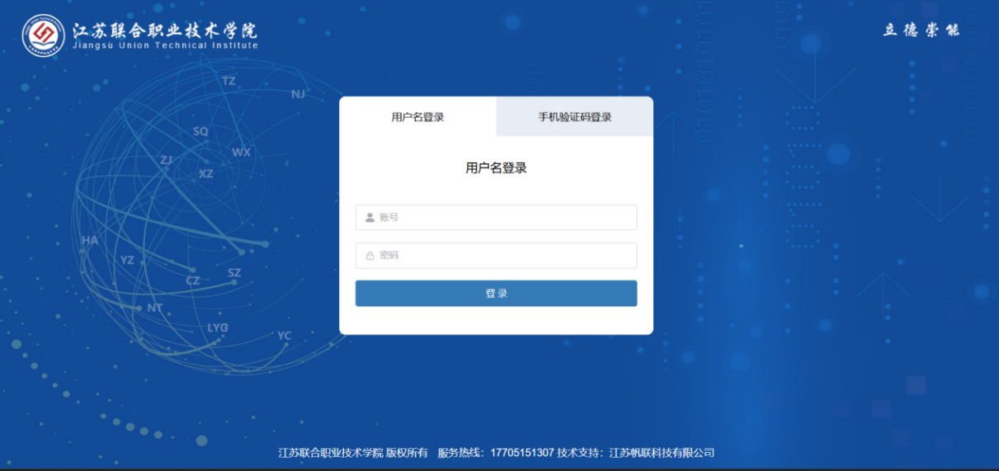 江苏联合职业技术学院
Jiangsu Union Technical Institute
立德崇能
TZ
NJ
SQ
WX
ZJ
XZ
HA
YZ
CZ
SZ
NT
LYG
YC
用户名登录
手机验证码登录
用户名登录
账号
密码
登录
江苏联合职业技术学院 版权所有 服务热线：17705151307 技术支持：江苏帆联科技有限公司